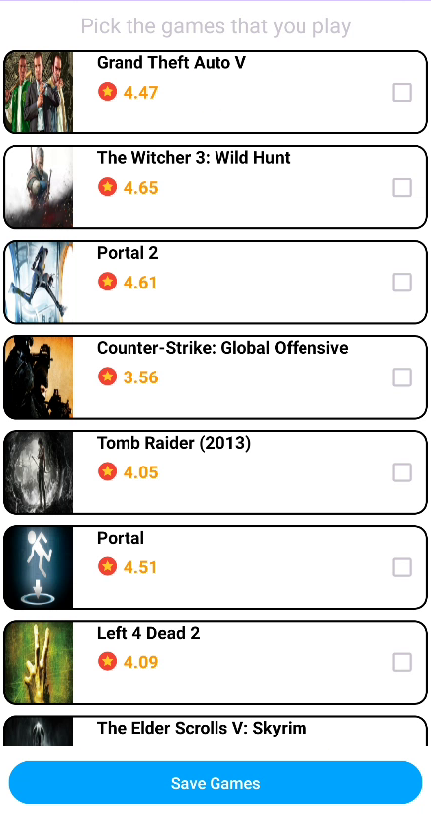 Pick the games that you play
Grand Theft Auto V
4.47
The Witcher 3: Wild Hunt
4.65
Portal 2
4.61
Counter-Strike: Global Offensive
3.56
Tomb Raider (2013)
4.05
Portal
4.51
Left 4 Dead 2
4.09
The Elder Scrolls V: Skyrim
Save Games